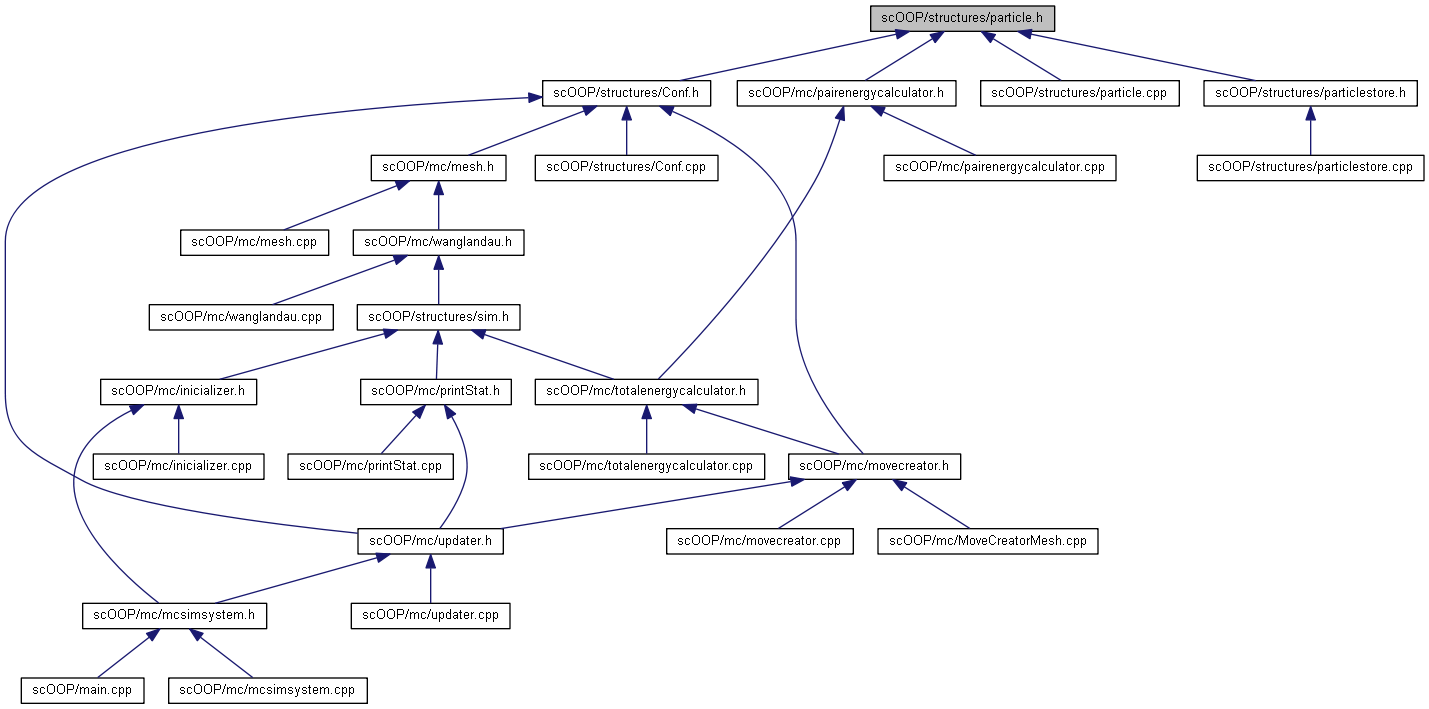 scOOP/structures/particle.h
scOOP/structures/Conf.h
scOOP/mc/pairenergycalculator.h
scOOP/structures/particle.cpp
scOOP/structures/particlestore.h
scOOP/mc/mesh.h
scOOP/structures/Conf.cpp
scOOP/mc/pairenergycalculator.cpp
scOOP/structures/particlestore.cpp
scOOP/mc/mesh.cpp
scOOP/mc/wanglandau.h
scOOP/mc/wanglandau.cpp
scOOP/structures/sim.h
scOOP/mc/inicializer.h
scOOP/mc/printStat.h
scOOP/mc/totalenergycalculator.h
scOOP/mc/inicializer.cpp
scOOP/mc/printStat.cpp
scOOP/mc/totalenergycalculator.cpp
scOOP/mc/movecreator.h
scOOP/mc/updater.h
scOOP/mc/movecreator.cpp
scOOP/mc/MoveCreatorMesh.cpp
scOOP/mc/mcsimsystem.h
scOOP/mc/updater.cpp
scOOP/main.cpp
scOOP/mc/mcsimsystem.cpp